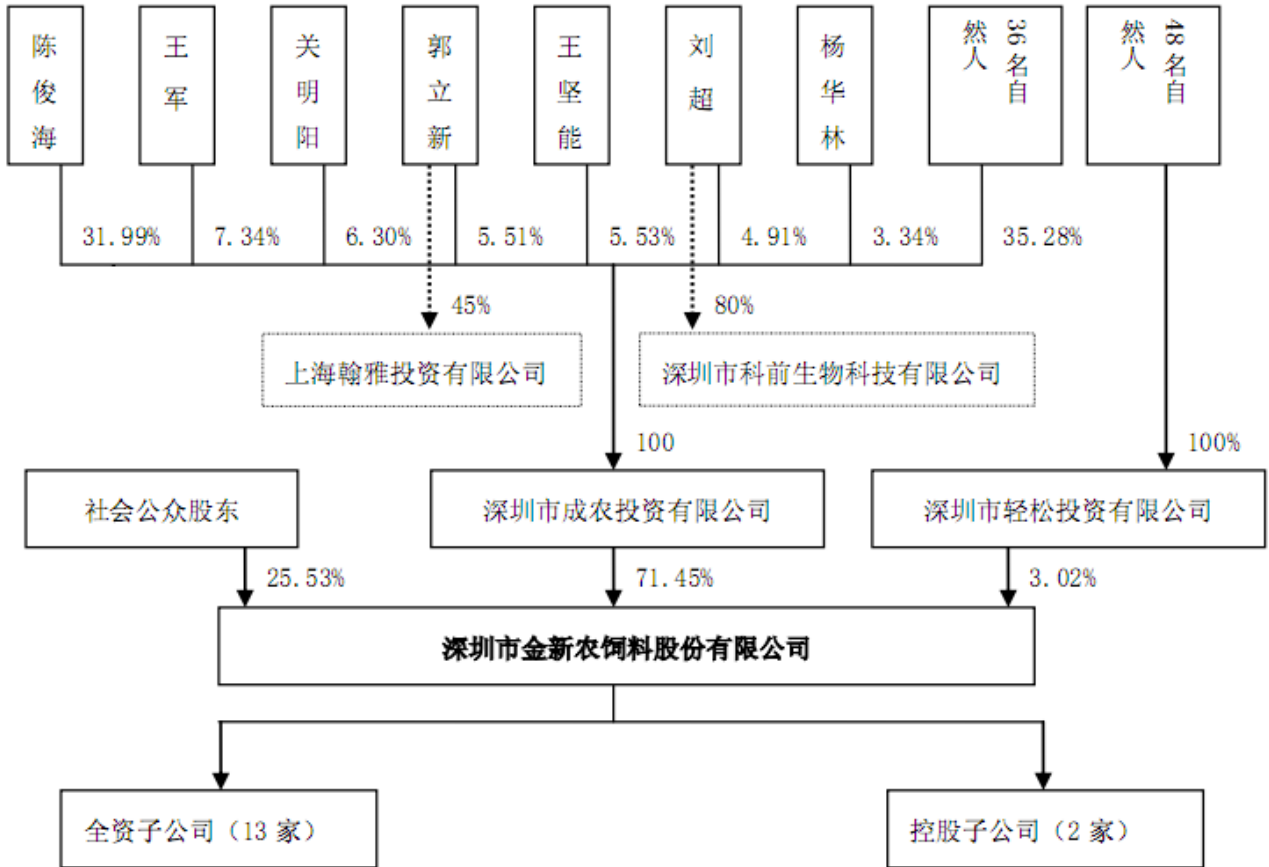 陈俊海
王军
关明阳
郭立新
王坚能
刘超
杨华林
36名自然人
48名自然人
31.99%
7.34%
6.30%
5.51%
5.53%
4.91%
3.34%
35.28%
45%
80%
上海翰雅投资有限公司
深圳市科前生物科技有限公司
100
100%
社会公众股东
深圳市成农投资有限公司
深圳市轻松投资有限公司
25.53%
71.45%
3.02%
深圳市金新农饲料股份有限公司
全资子公司（13 家）
控股子公司（2 家）